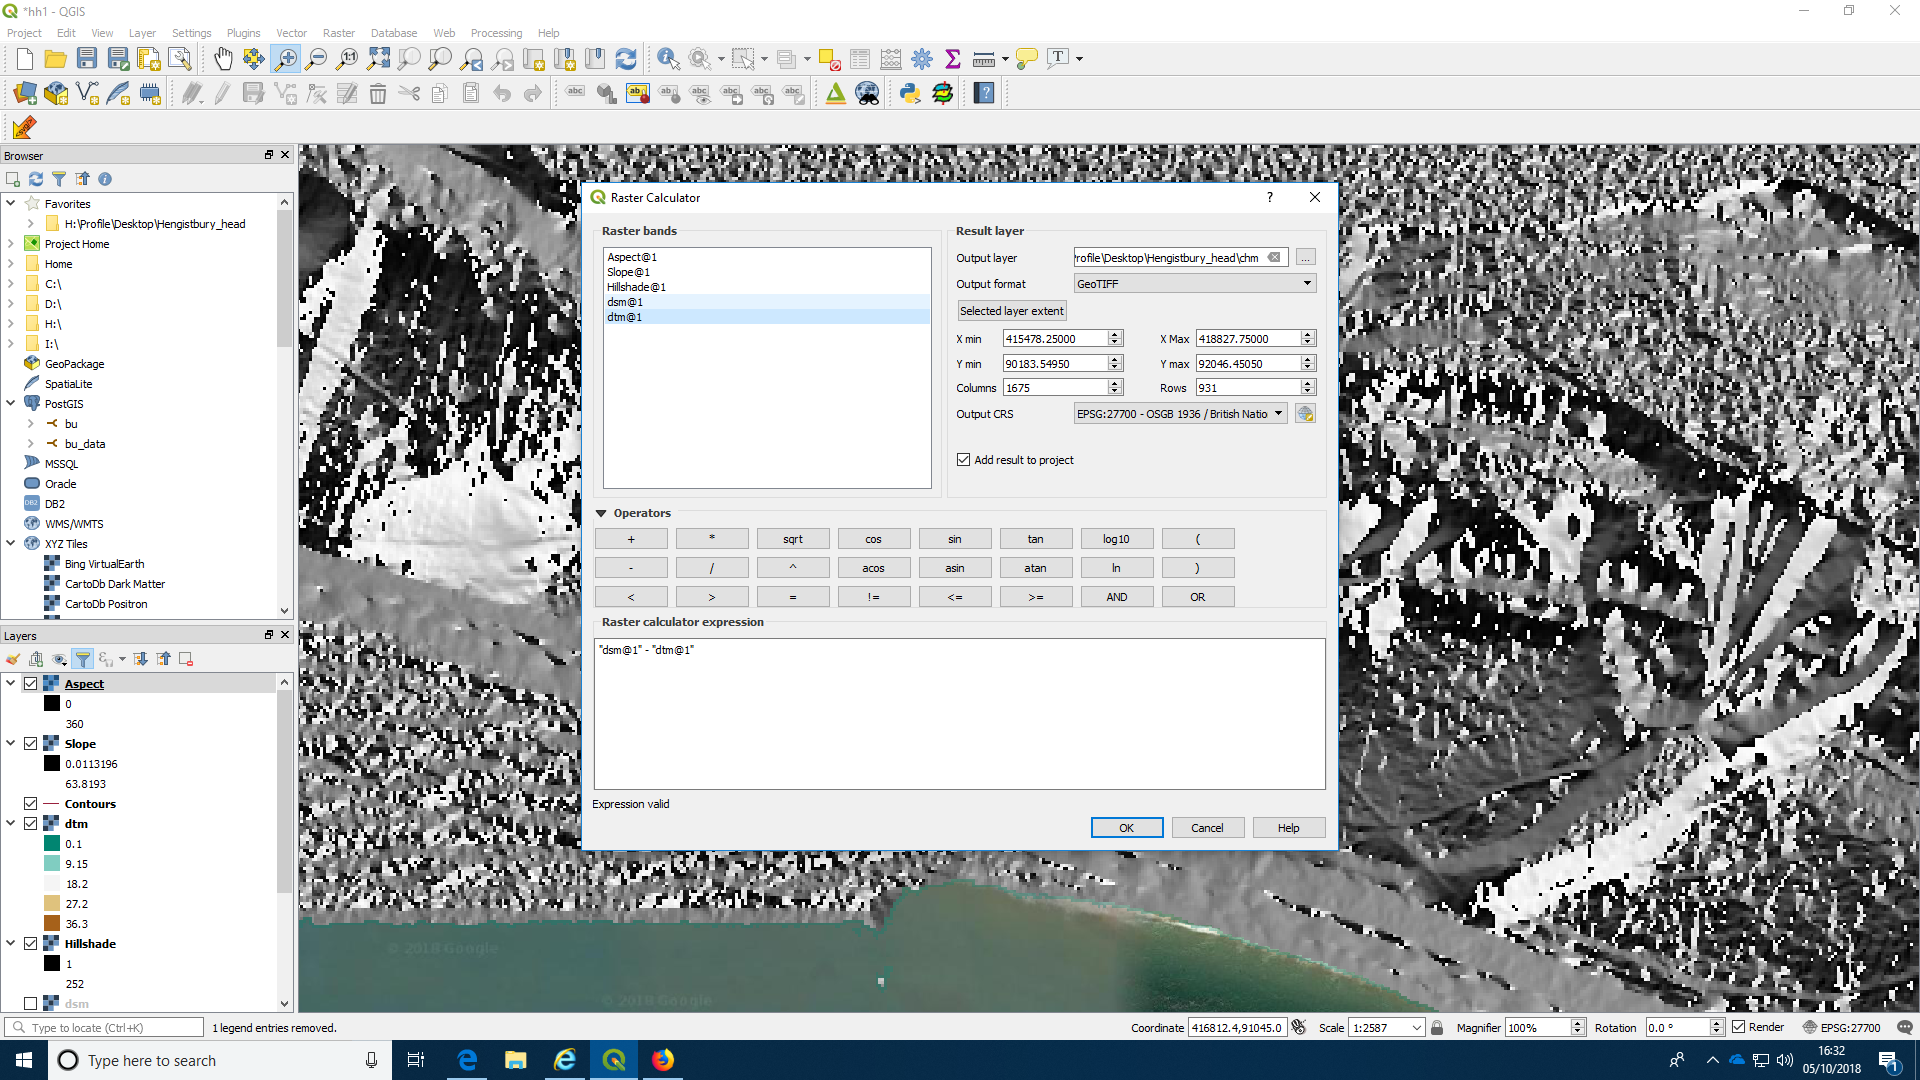 *hh1 - QGIS
Project Edit View Layer Settings Plugins Vector Raster Database Web Processing Help
Browser
Favorites
H:\Profile\Desktop\Hengistbury_head
Project Home
Home
C:\
D:\
H:\
I:\
GeoPackage
SpatiaLite
PostGIS
bu
bu_data
MSSQL
Oracle
DB2
WMS/WMTS
XYZ Tiles
Bing VirtualEarth
CartoDb Dark Matter
CartoDb Positron
Layers
Aspect
0
360
Slope
0.0113196
63.8193
Contours
dtm
0.1
9.15
18.2
27.2
36.3
Hillshade
1
252
dsm
Raster Calculator
Raster bands
Aspect@1
Slope@1
Hillshade@1
dsm@1
dtm@1
Result layer
Output layer rofile\Desktop\Hengistbury_head\chm ...
Output format GeoTIFF
Selected layer extent
X min 415478.25000 X Max 418827.75000
Y min 90183.54950 Y max 92046.45050
Columns 1675 Rows 931
Output CRS EPSG:27700 - OSGB 1936 / British Natio
Add result to project
Operators
+ * sqrt cos sin tan log10 (
- / ^ acos asin atan ln )
< > = != <= >= AND OR
Raster calculator expression
"dsm@1" - "dtm@1"
Expression valid
OK Cancel Help
© 2018 Google
© 2018 Google
Type to locate (Ctrl+K) 1 legend entries removed. Coordinate 416812.4,91045.0 Scale 1:2587 Magnifier 100% Rotation 0.0 ° Render EPSG:27700
Type here to search
16:32
05/10/2018
1